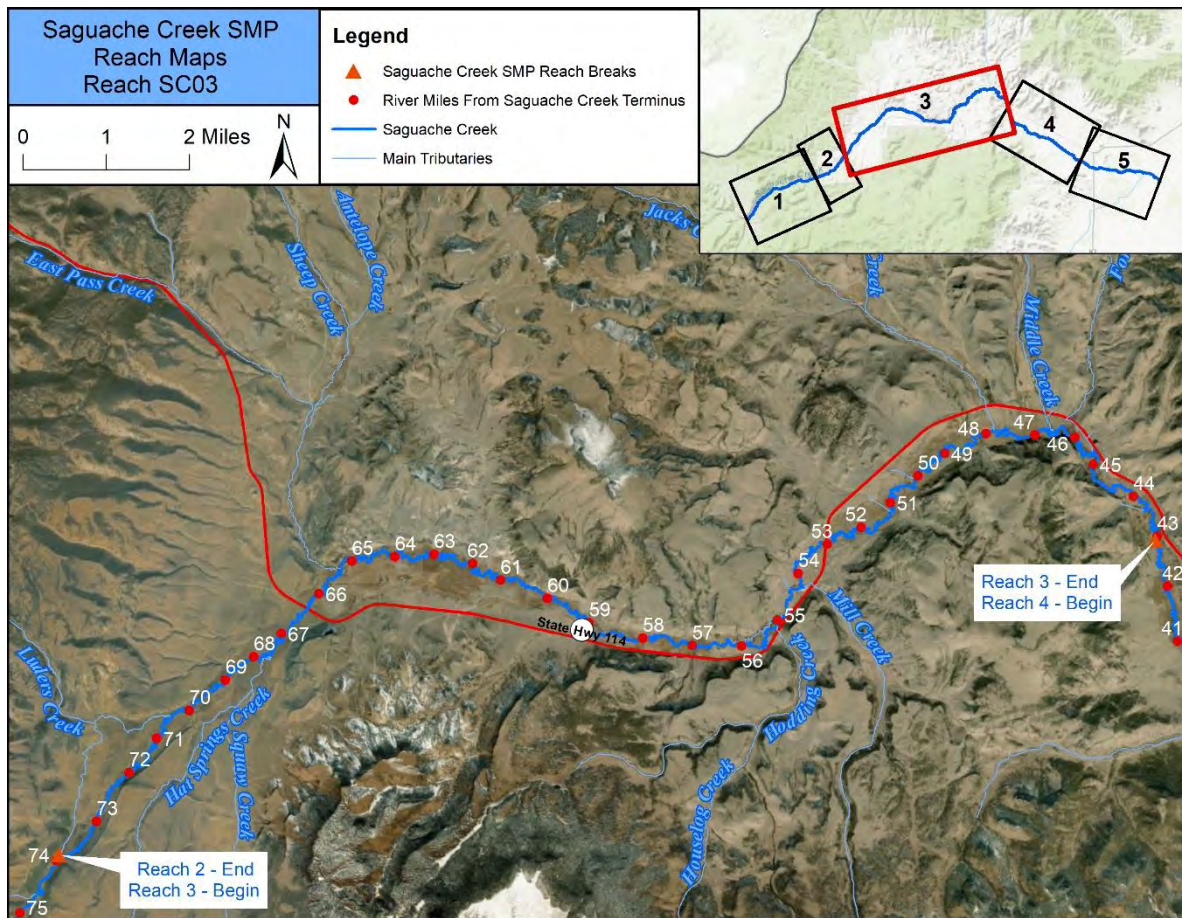 Saguache Creek SMP
Reach Maps
Reach SC03
0 1 2 Miles
N
Legend
Saguache Creek SMP Reach Breaks
River Miles From Saguache Creek Terminus
Saguache Creek
Main Tributaries
1
2
3
4
5
East Pass Creek
Sheep Creek
Antelope Creek
Jacks
Creek
Middle Creek
48
47
46
45
44
43
42
41
49
50
51
52
53
54
55
56
57
58
59
60
61
62
63
64
65
66
67
68
69
70
71
72
73
74
75
State Hwy 114
Mill Creek
Hodding Creek
Houselog Creek
Luders Creek
Hat Springs Creek
Squaw Creek
Reach 3 - End
Reach 4 - Begin
Reach 2 - End
Reach 3 - Begin